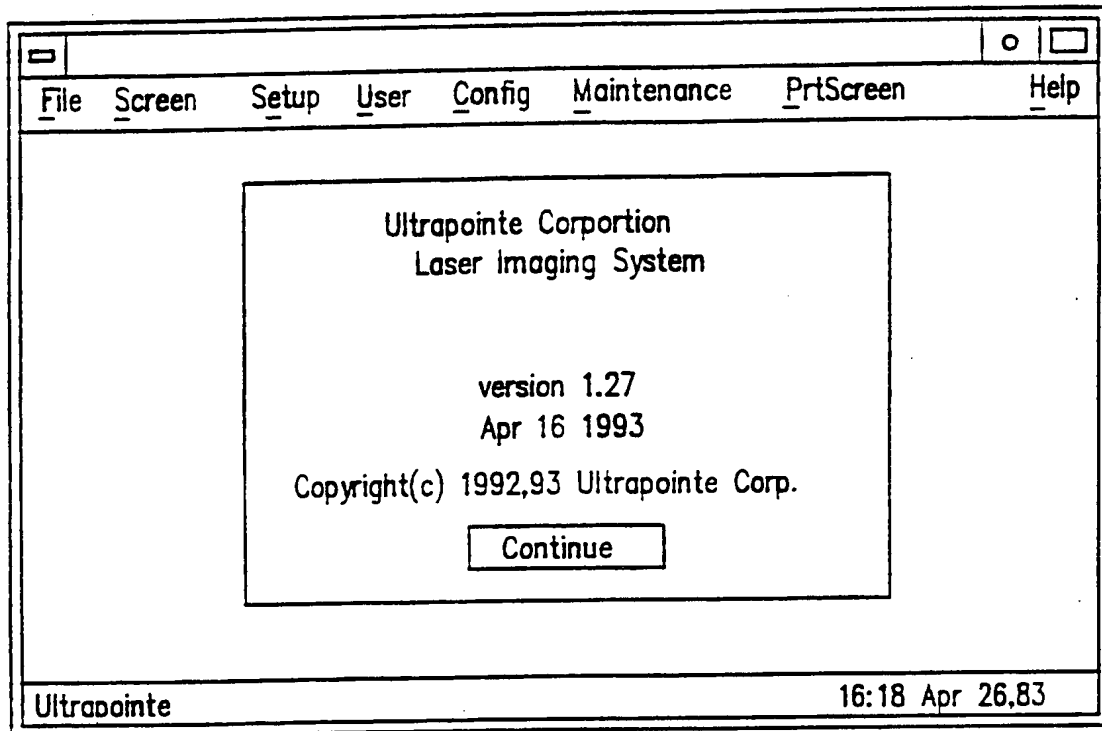 File Screen Setup User Config Maintenance PrtScreen Help
Ultrapointe Corportion
Laser Imaging System
version 1.27
Apr 16 1993
Copyright(c) 1992,93 Ultrapointe Corp.
Continue
Ultrapointe 16:18 Apr 26,83